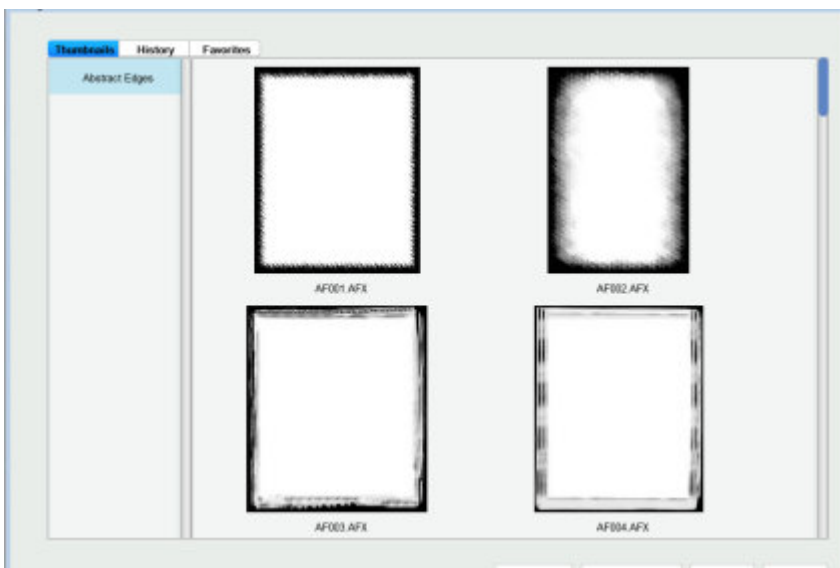 Thumbnails History Favorites
Abstract Edges
AF001.AFX AF002.AFX
AF003.AFX AF004.AFX